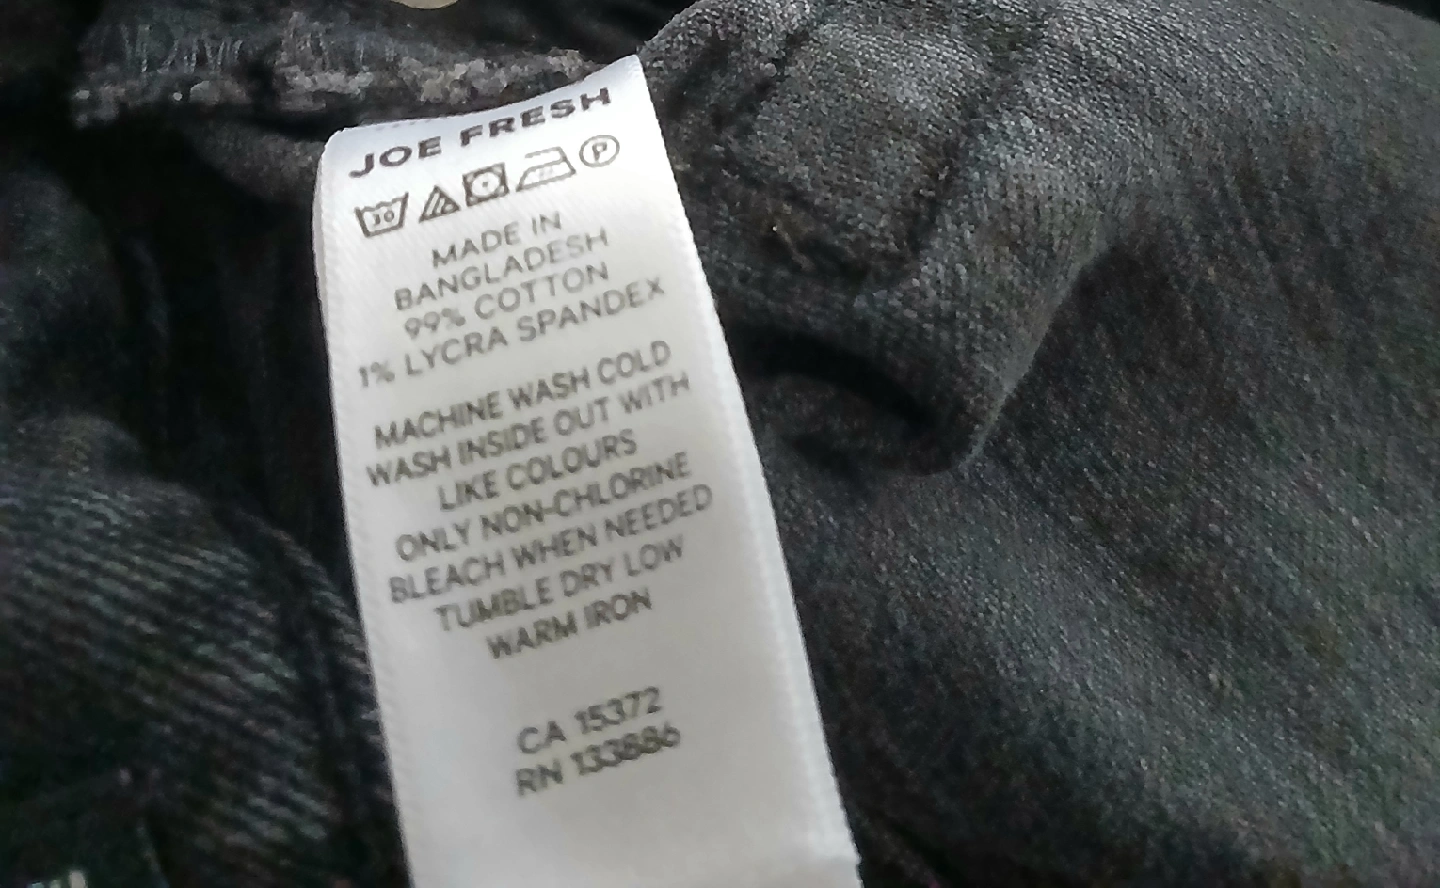 JOE FRESH
30 P
MADE IN
BANGLADESH
99% COTTON
1% LYCRA SPANDEX
MACHINE WASH COLD
WASH INSIDE OUT WITH
LIKE COLOURS
ONLY NON-CHLORINE
BLEACH WHEN NEEDED
TUMBLE DRY LOW
WARM IRON
CA 15372
RN 133886